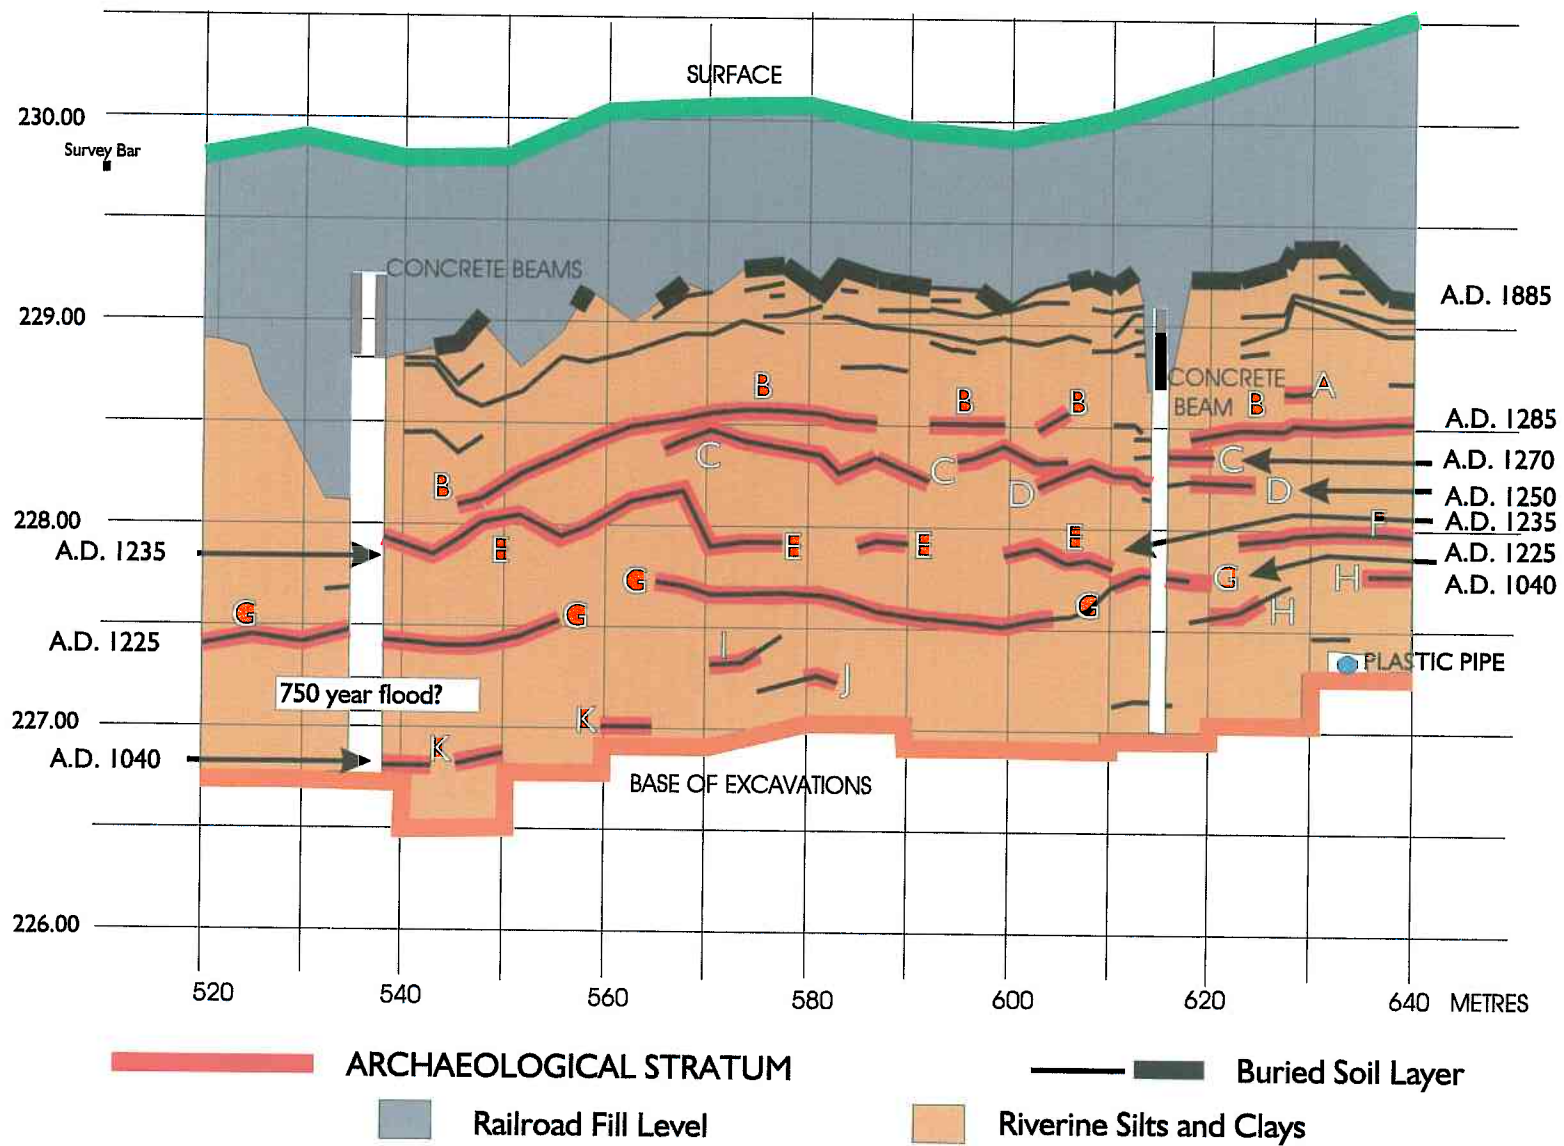 SURFACE
230.00
Survey Bar
CONCRETE BEAMS
A.D. 1885
229.00
CONCRETE
BEAM
A
B
B
B
B
A.D. 1285
C
C
C
A.D. 1270
B
D
D
A.D. 1250
228.00
F
A.D. 1235
A.D. 1235
E
E
E
E
A.D. 1225
G
G
H
A.D. 1040
G
G
G
H
A.D. 1225
I
J
PLASTIC PIPE
750 year flood?
227.00
K
K
A.D. 1040
BASE OF EXCAVATIONS
226.00
520 540 560 580 600 620 640 METRES
ARCHAEOLOGICAL STRATUM
Buried Soil Layer
Railroad Fill Level
Riverine Silts and Clays